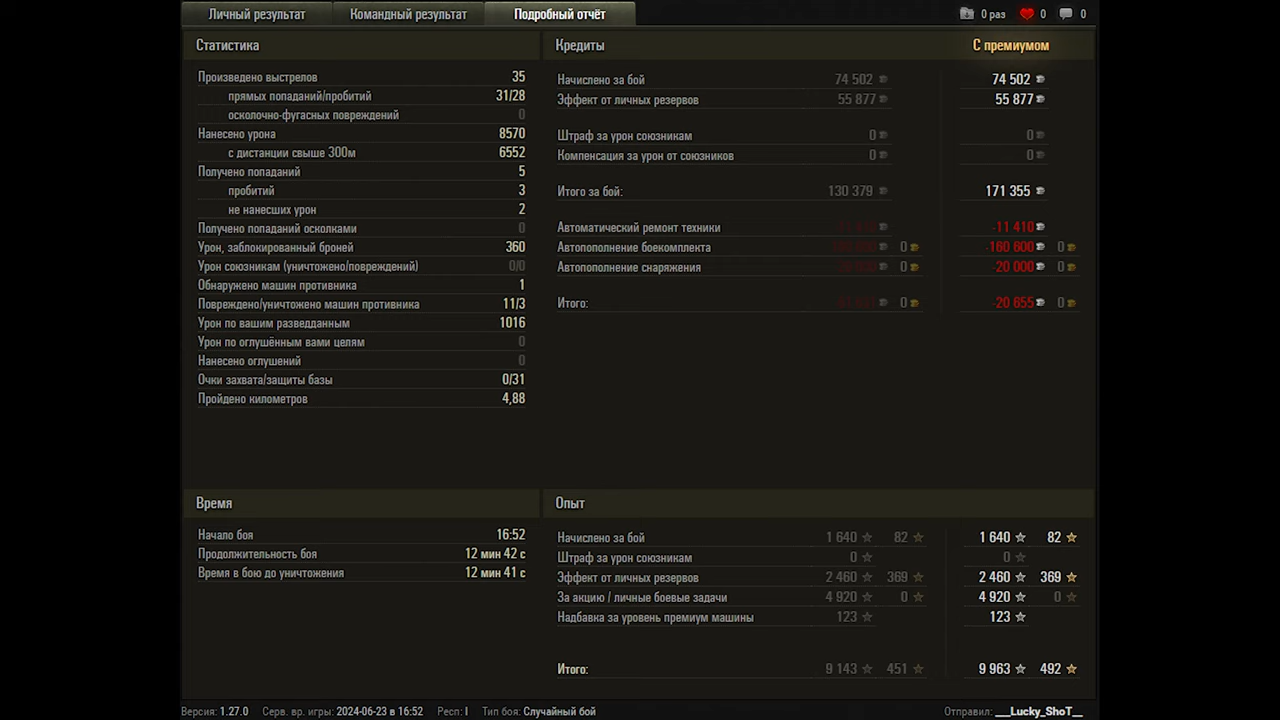 Личный результат Командный результат Подробный отчёт 0 раз 0 0
Статистика
Произведено выстрелов 35
прямых попаданий/пробитий 31/28
осколочно-фугасных повреждений 0
Нанесено урона 8570
с дистанции свыше 300м 6552
Получено попаданий 5
пробитий 3
не нанесших урон 2
Получено попаданий осколками 0
Урон, заблокированный броней 360
Урон союзникам (уничтожено/повреждений) 0/0
Обнаружено машин противника 1
Повреждено/уничтожено машин противника 11/3
Урон по вашим разведданным 1016
Урон по оглушённым вами целям 0
Нанесено оглушений 0
Очки захвата/защиты базы 0/31
Пройдено километров 4,88
Кредиты С премиумом
Начислено за бой 74 502 74 502
Эффект от личных резервов 55 877 55 877
Штраф за урон союзникам 0 0
Компенсация за урон от союзников 0 0
Итого за бой: 130 379 171 355
Автоматический ремонт техники -11 410
Автопополнение боекомплекта 0 -160 600 0
Автопополнение снаряжения 0 -20 000 0
Итого: 0 -20 655 0
Время
Начало боя 16:52
Продолжительность боя 12 мин 42 с
Время в бою до уничтожения 12 мин 41 с
Опыт
Начислено за бой 1 640 82 1 640 82
Штраф за урон союзникам 0 0
Эффект от личных резервов 2 460 369 2 460 369
За акцию / личные боевые задачи 4 920 0 4 920 0
Надбавка за уровень премиум машины 123 123
Итого: 9 143 451 9 963 492
Версия: 1.27.0 Серв. вр. игры: 2024-06-23 в 16:52 Респ: I Тип боя: Случайный бой Отправил: __Lucky_ShoT__